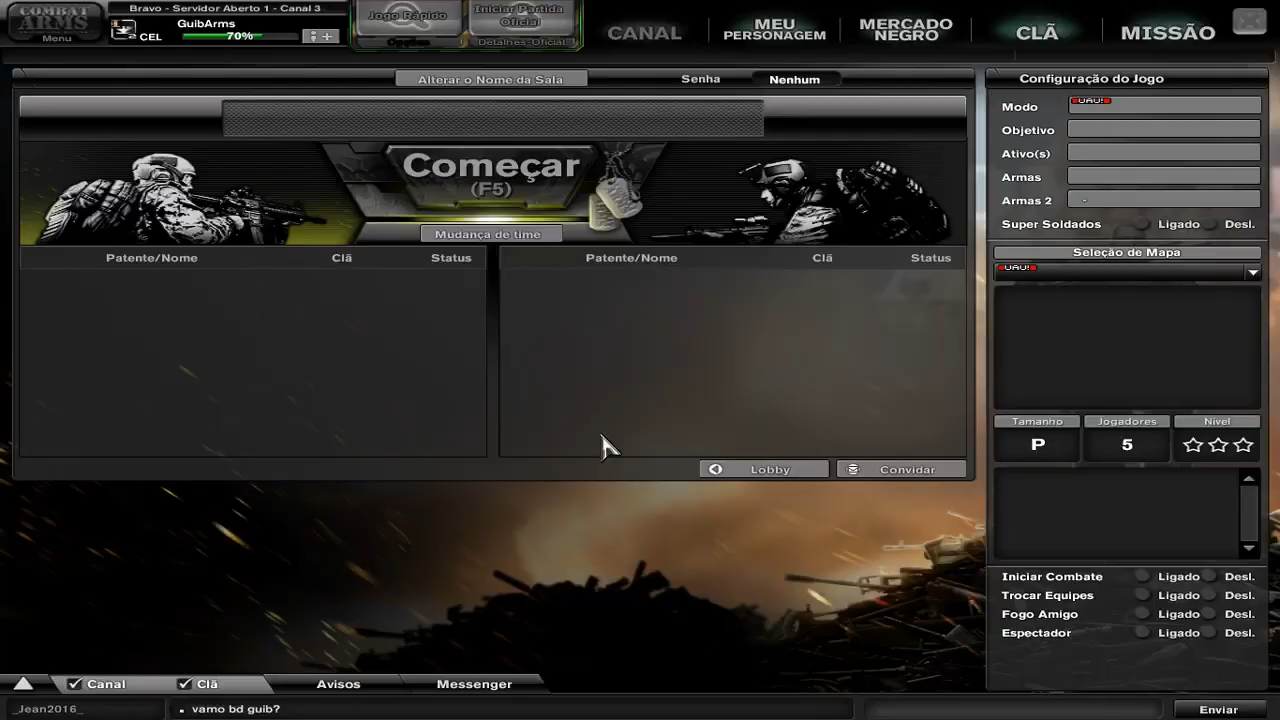 COMBAT
ARMS
Menu
Bravo - Servidor Aberto 1 - Canal 3
CEL
GuibArms
70%
Jogo Rápido
Iniciar Partida
Oficial
Detalhes Oficial
CANAL
MEU
PERSONAGEM
MERCADO
NEGRO
CLÃ
MISSÃO
Alterar o Nome da Sala
Senha
Nenhum
Começar
(F5)
Mudança de time
Patente/Nome
Clã
Status
Patente/Nome
Clã
Status
Lobby
Convidar
Configuração do Jogo
Modo
UAU!
Objetivo
Ativo(s)
Armas
Armas 2
-
Super Soldados
Ligado
Desl.
Seleção de Mapa
UAU!
Tamanho
Jogadores
Nivel
P
5
Iniciar Combate
Ligado
Desl.
Trocar Equipes
Ligado
Desl.
Fogo Amigo
Ligado
Desl.
Espectador
Ligado
Desl.
Canal
Clã
Avisos
Messenger
_Jean2016_
. vamo bd guib?
Enviar